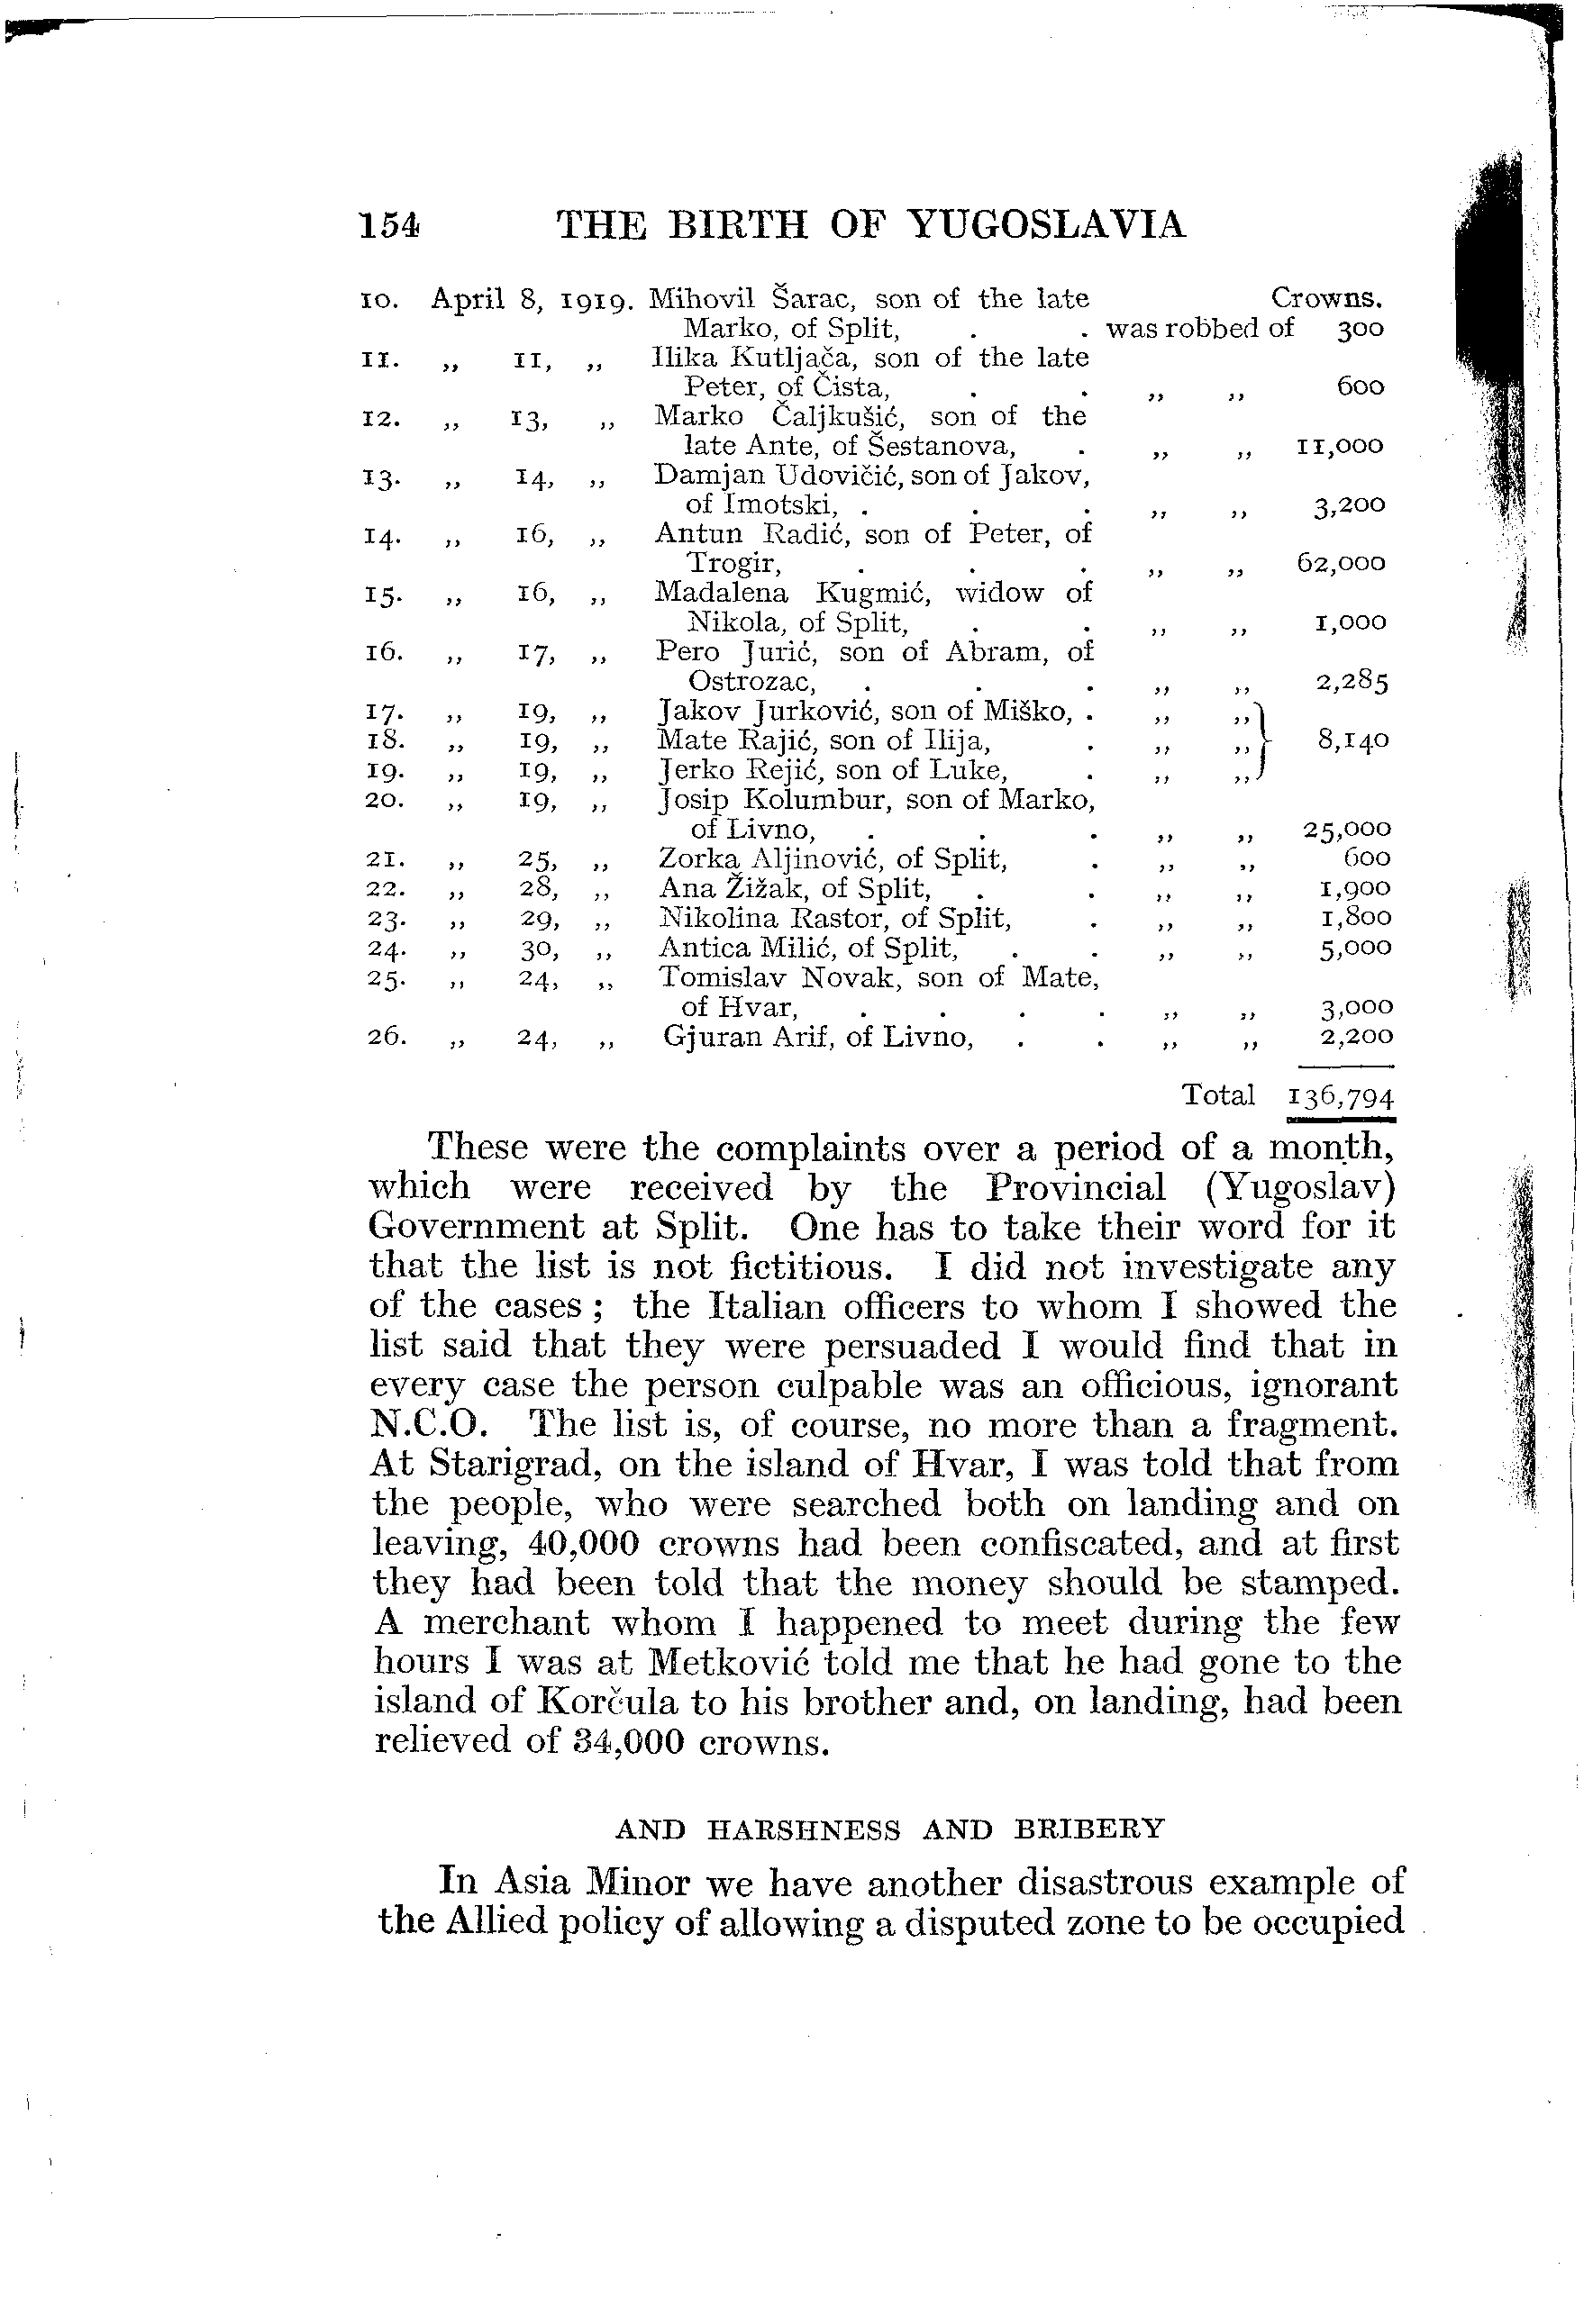 154 THE BIRTH OF YUGOSLAVIA
10. April 8, 1919. Mihovil Šarac, son of the late Crowns.
Marko, of Split, . . was robbed of 300
11. „ 11, „ Ilika Kutljača, son of the late
Peter, of Čista, . . „ „ 600
12. „ 13, „ Marko Čaljkušić, son of the
late Ante, of Šestanova, . „ „ 11,000
13. „ 14, „ Damjan Udovičić, son of Jakov,
of Imotski, . . . „ „ 3,200
14. „ 16, „ Antun Radić, son of Peter, of
Trogir, . . . „ „ 62,000
15. „ 16, „ Madalena Kugmić, widow of
Nikola, of Split, . . „ „ 1,000
16. „ 17, „ Pero Jurić, son of Abram, of
Ostrozac, . . . „ „ 2,285
17. „ 19, „ Jakov Jurković, son of Miško, . „ „
18. „ 19, „ Mate Rajić, son of Ilija, . „ „ } 8,140
19. „ 19, „ Jerko Rejić, son of Luke, . „ „
20. „ 19, „ Josip Kolumbur, son of Marko,
of Livno, . . . „ „ 25,000
21. „ 25, „ Zorka Aljinović, of Split, . „ „ 600
22. „ 28, „ Ana Žižak, of Split, . . „ „ 1,900
23. „ 29, „ Nikolina Rastor, of Split, . „ „ 1,800
24. „ 30, „ Antica Milić, of Split, . . „ „ 5,000
25. „ 24, „ Tomislav Novak, son of Mate,
of Hvar, . . . . „ „ 3,000
26. „ 24, „ Gjuran Arif, of Livno, . . „ „ 2,200
Total 136,794
These were the complaints over a period of a month,
which were received by the Provincial (Yugoslav)
Government at Split. One has to take their word for it
that the list is not fictitious. I did not investigate any
of the cases ; the Italian officers to whom I showed the
list said that they were persuaded I would find that in
every case the person culpable was an officious, ignorant
N.C.O. The list is, of course, no more than a fragment.
At Starigrad, on the island of Hvar, I was told that from
the people, who were searched both on landing and on
leaving, 40,000 crowns had been confiscated, and at first
they had been told that the money should be stamped.
A merchant whom I happened to meet during the few
hours I was at Metković told me that he had gone to the
island of Korčula to his brother and, on landing, had been
relieved of 34,000 crowns.
AND HARSHNESS AND BRIBERY
In Asia Minor we have another disastrous example of
the Allied policy of allowing a disputed zone to be occupied